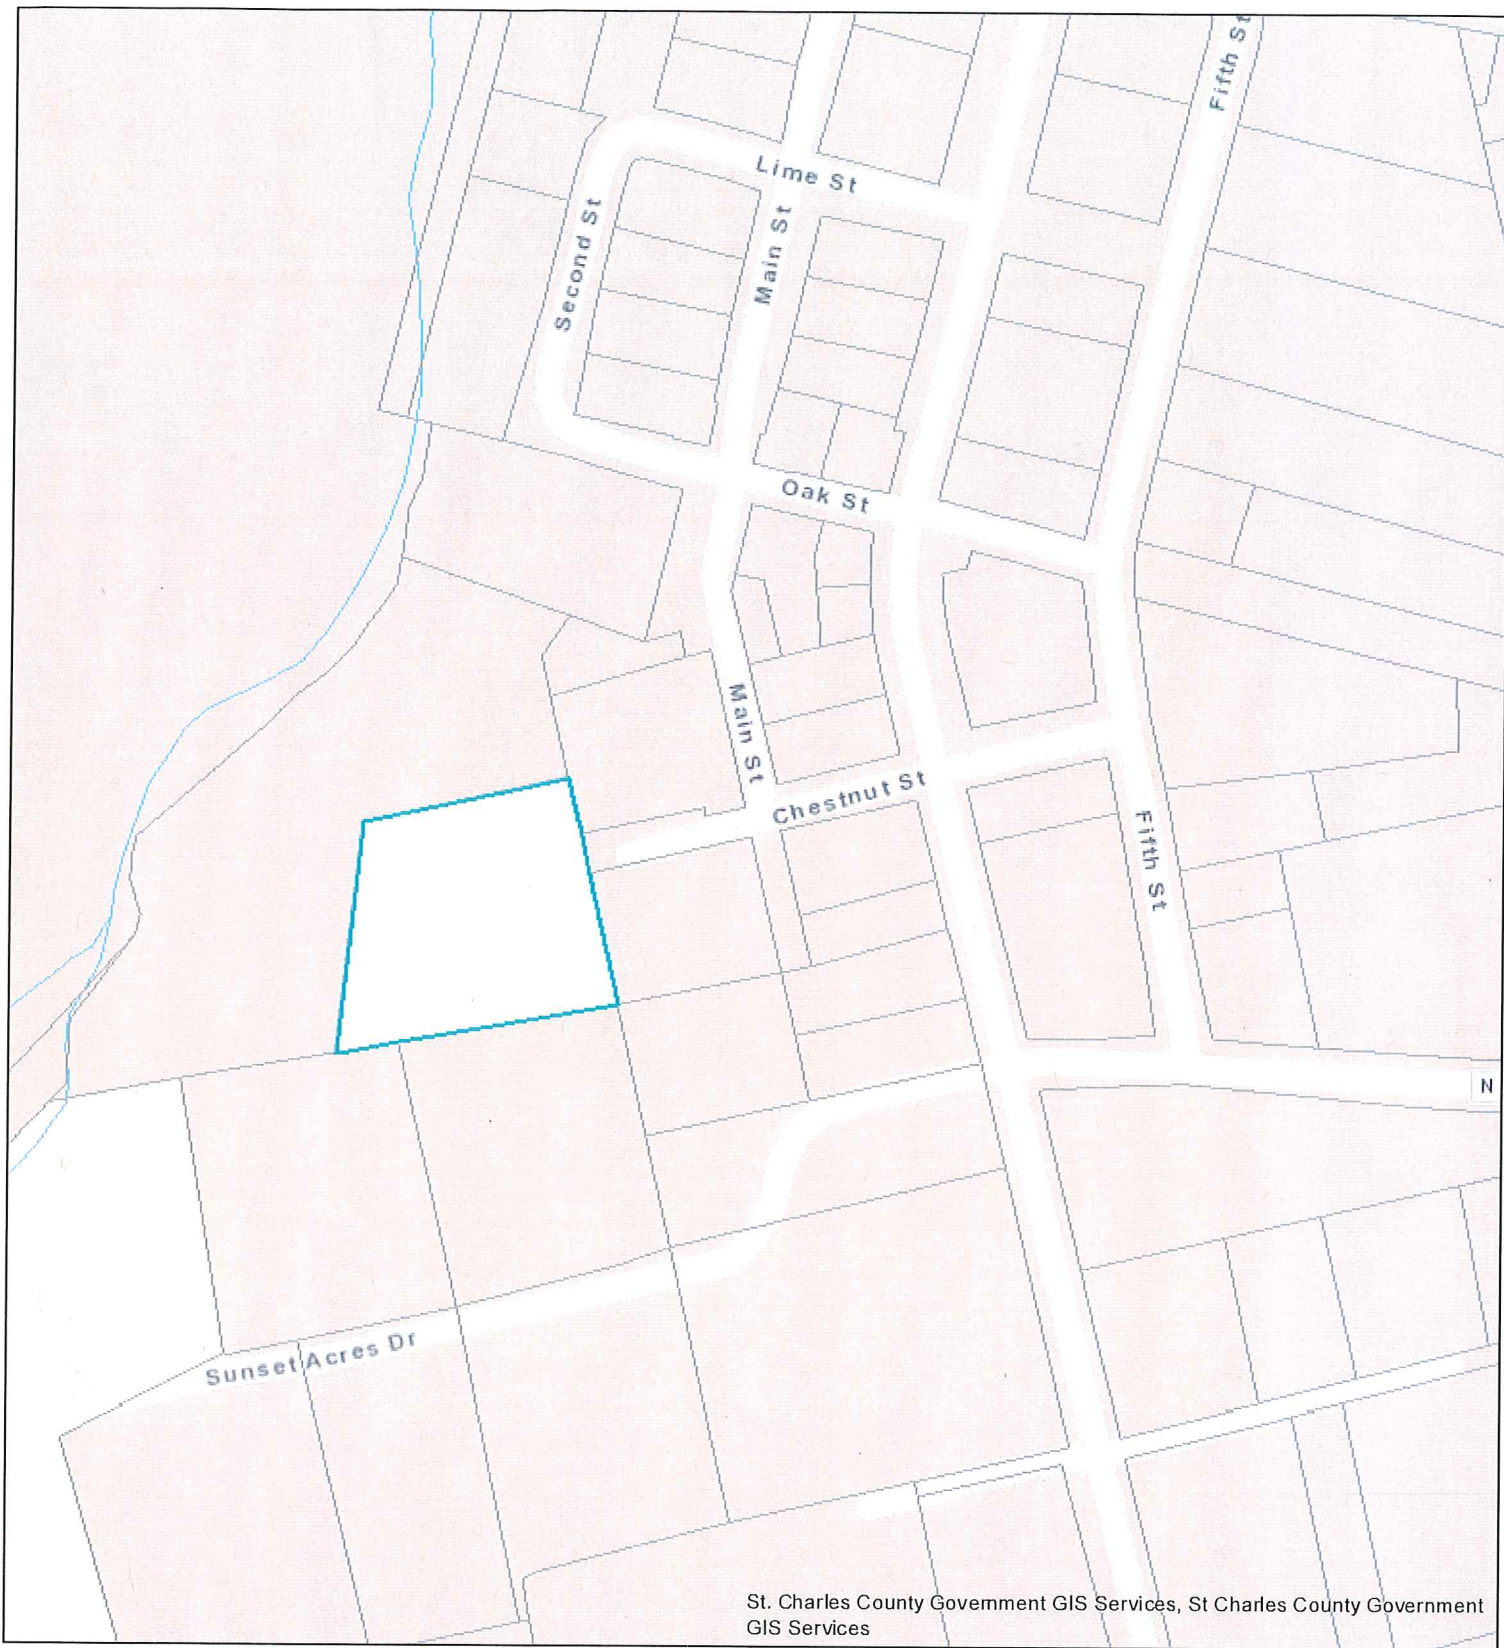 Fifth St
Lime St
Second St
Main St
Oak St
Main St
Chestnut St
Fifth St
N
Sunset Acres Dr
St. Charles County Government GIS Services, St Charles County Government
GIS Services